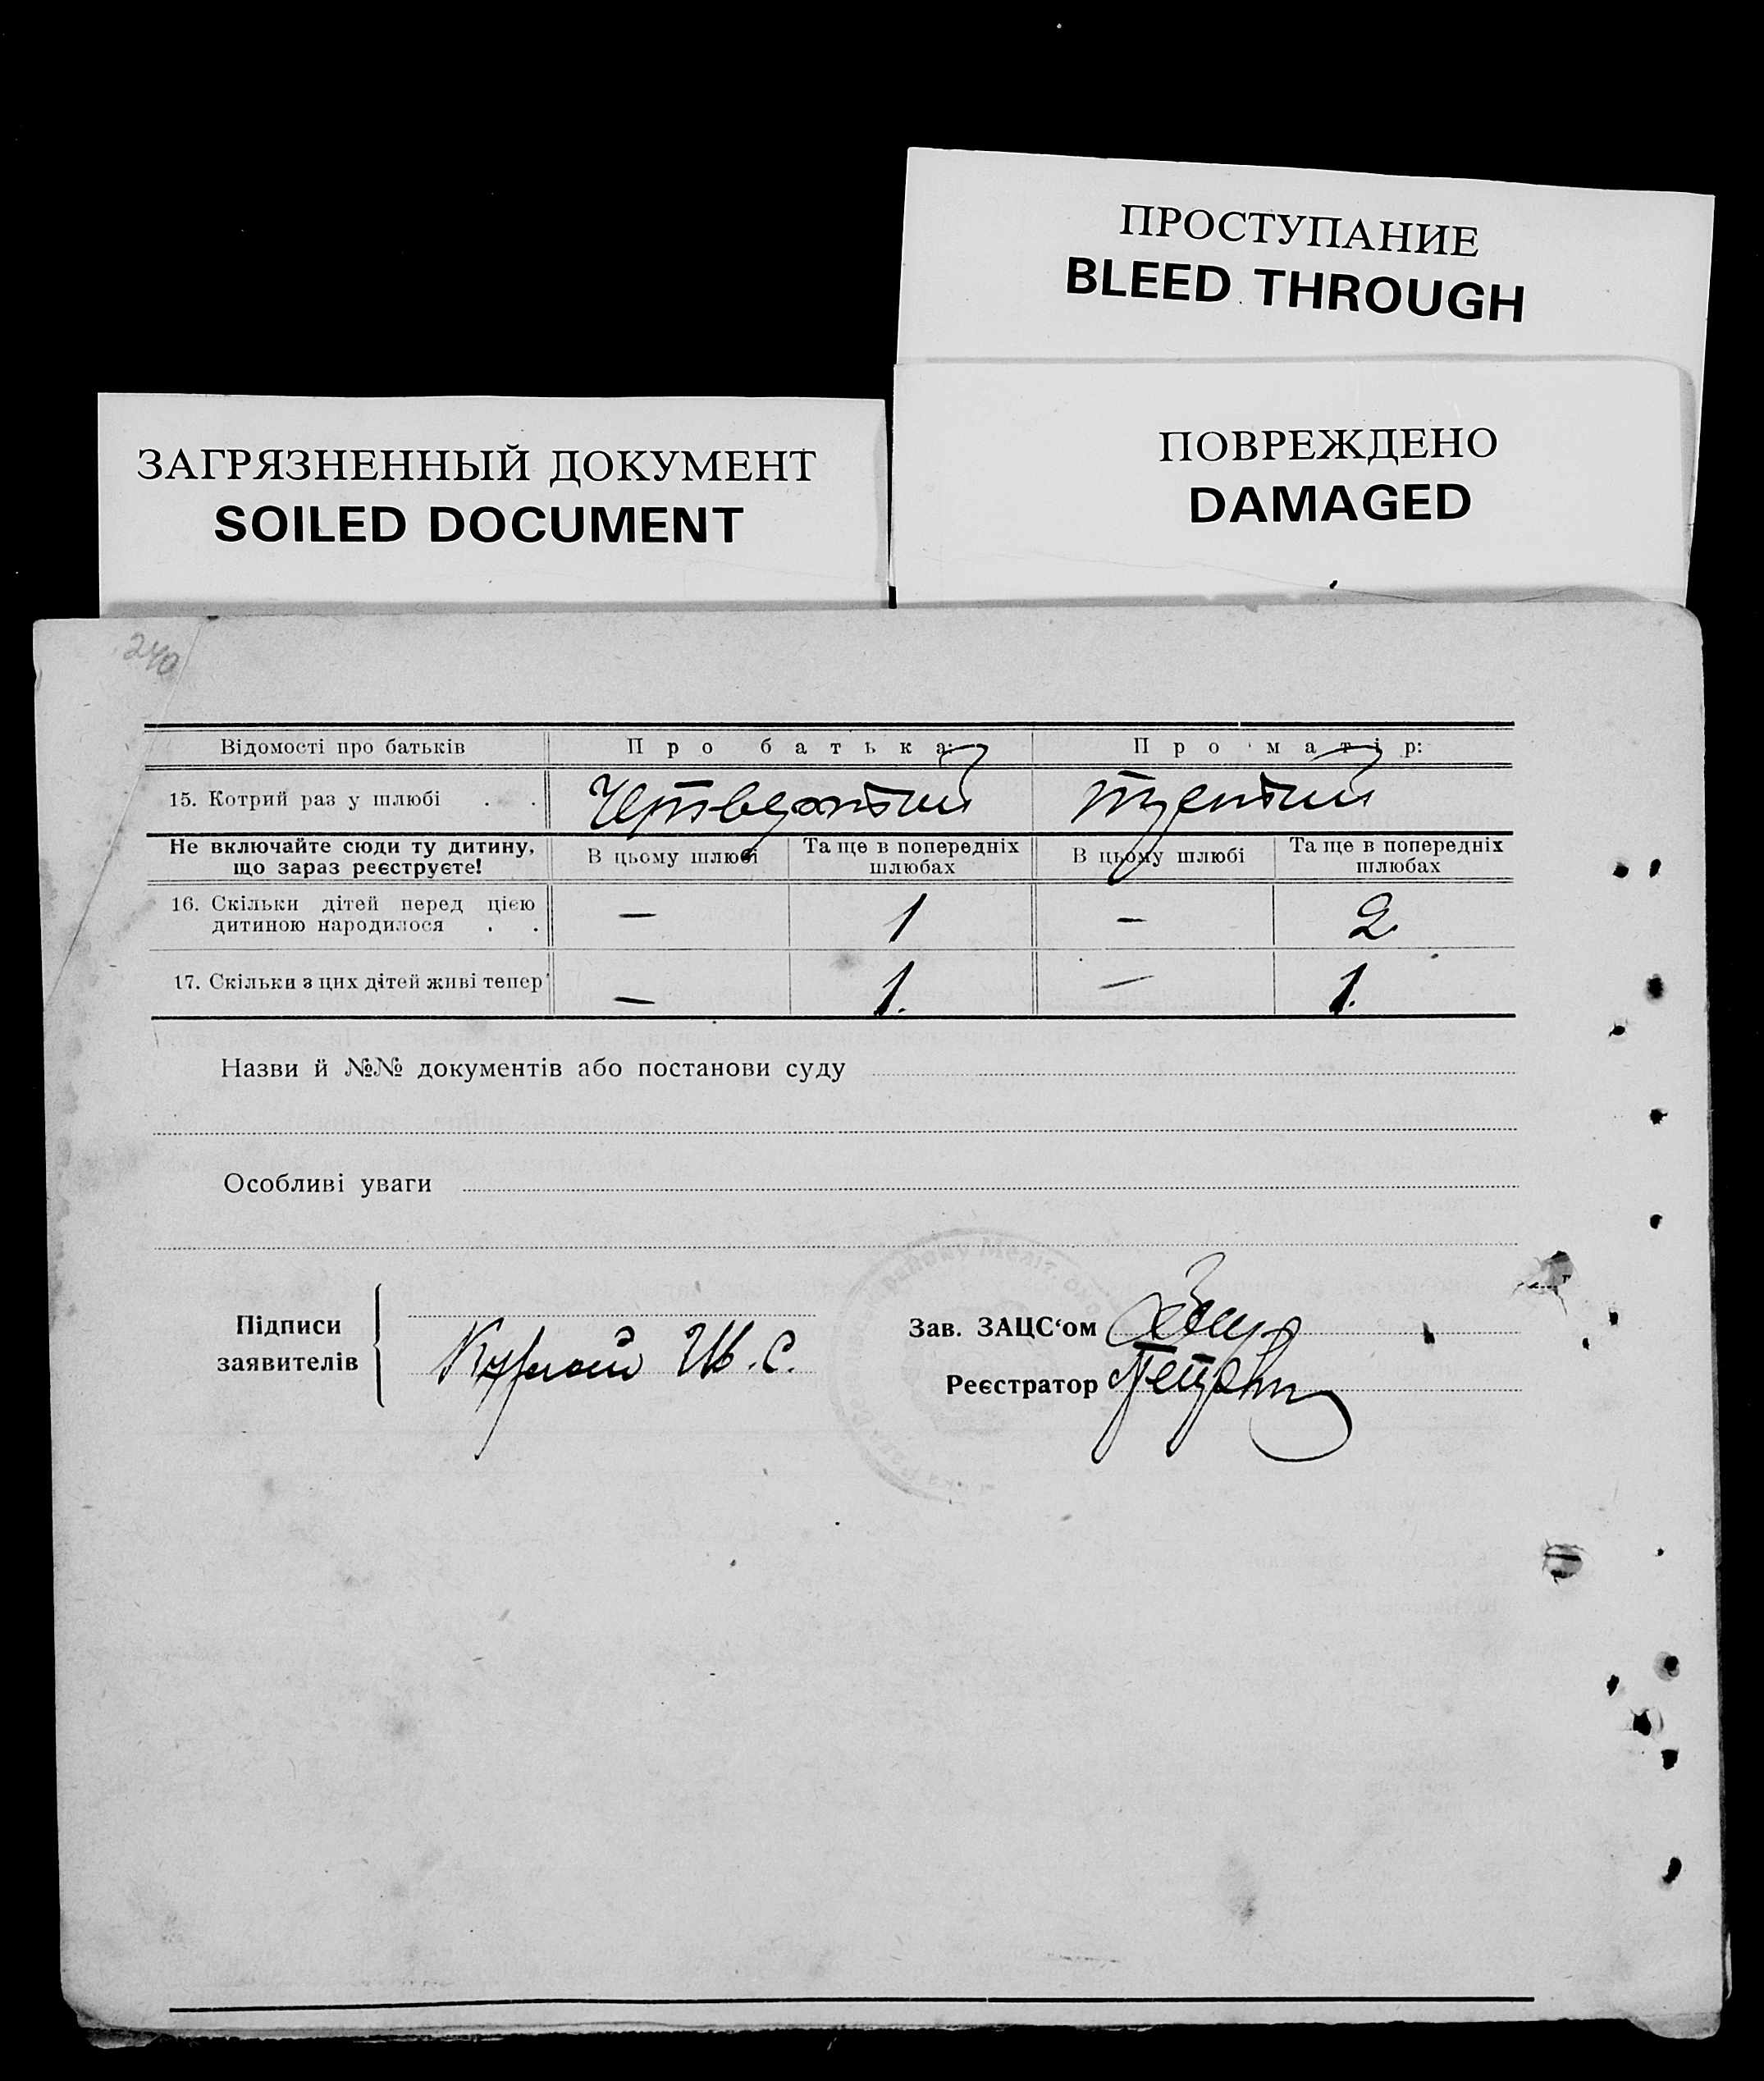 ПРОСТУПАНИЕ
BLEED THROUGH
ПОВРЕЖДЕНО
DAMAGED
ЗАГРЯЗНЕННЫЙ ДОКУМЕНТ
SOILED DOCUMENT
240
Відомості про батьків Про батька: Про матір:
15. Котрий раз у шлюбі . .
Не включайте сюди ту дитину, що зараз реєструєте!
В цьому шлюбі
Та ще в попередніх шлюбах
В цьому шлюбі
Та ще в попередніх шлюбах
16. Скільки дітей перед цією
дитиною народилося . . — 1 — 2
17. Скільки з цих дітей живі тепер — 1. — 1.
Назви й №№ документів або постанови суду
Особливі уваги
Підписи
заявителів
Зав. ЗАЦС‘ом
Реєстратор